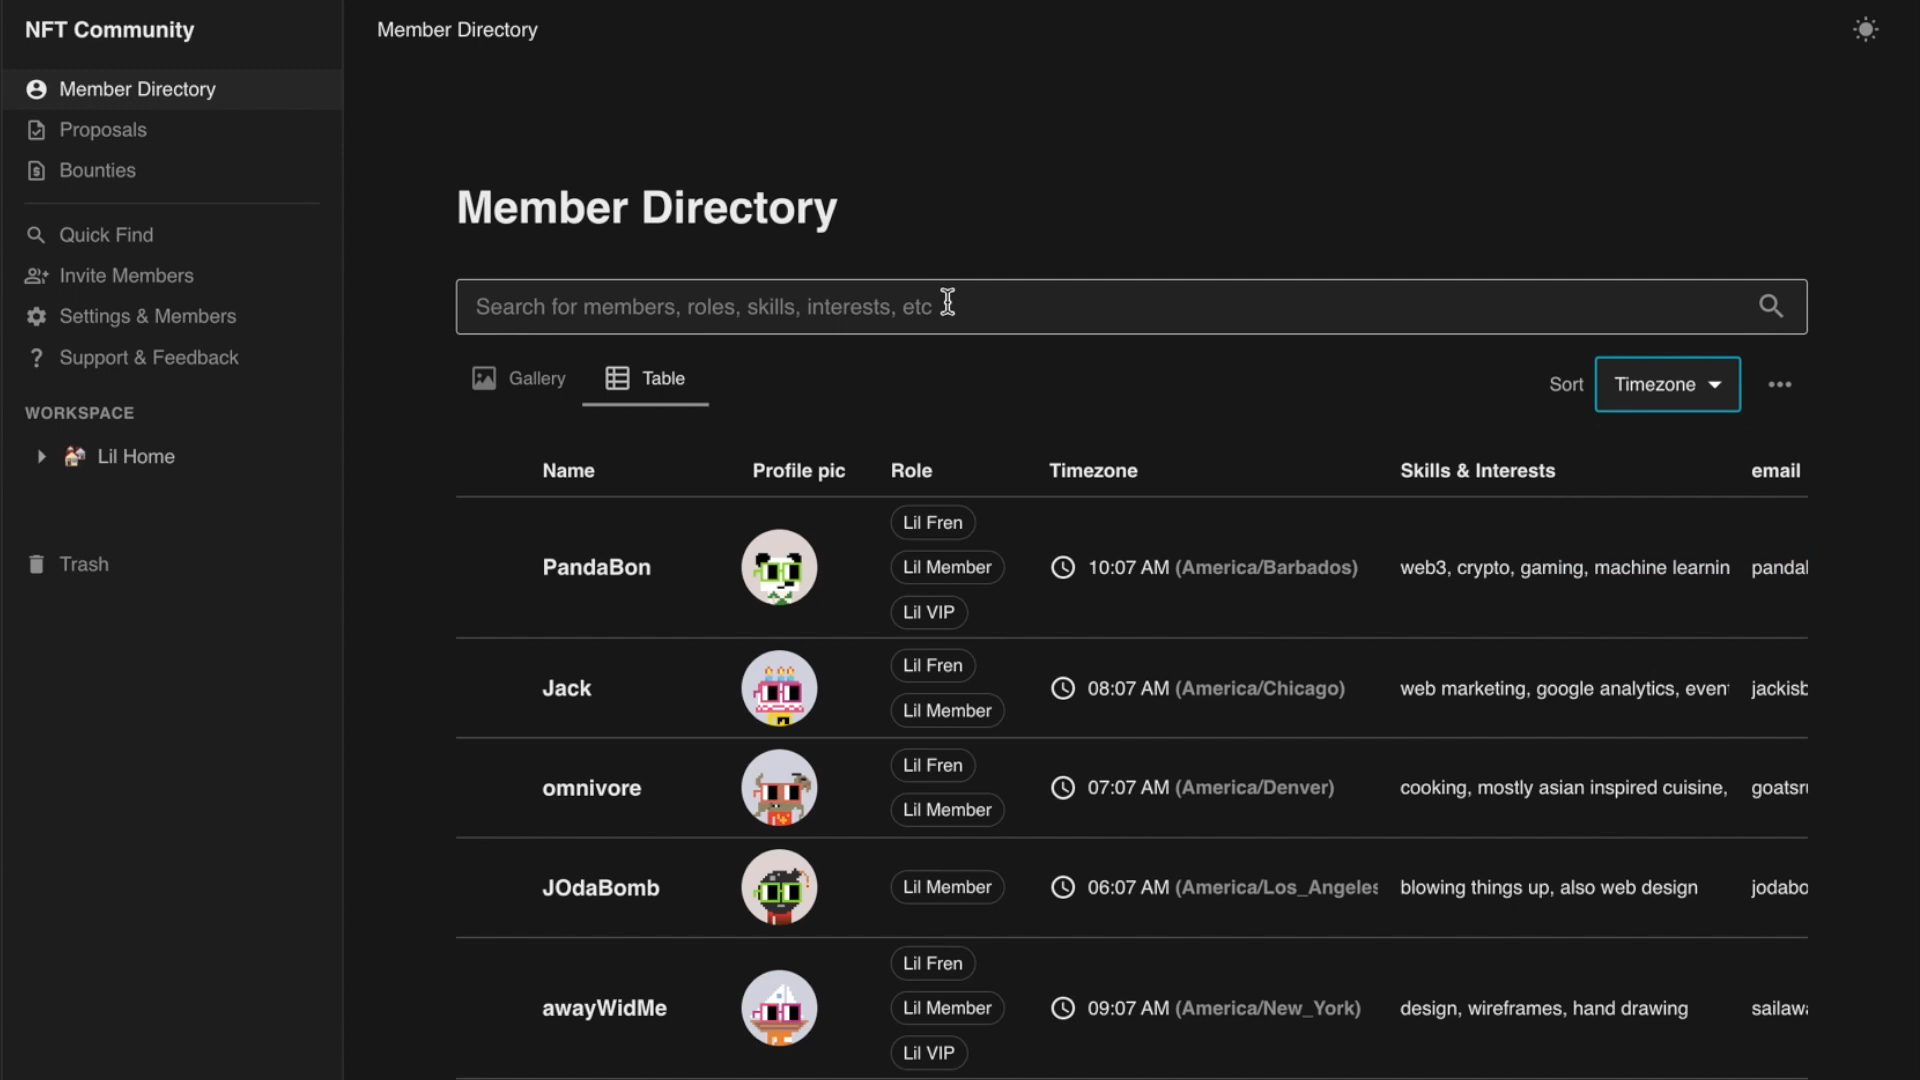 NFT Community
Member Directory
Member Directory
Proposals
Bounties
Quick Find
Invite Members
Settings & Members
Support & Feedback
WORKSPACE
Lil Home
Trash
Member Directory
Search for members, roles, skills, interests, etc
Gallery
Table
Sort
Timezone
Name Profile pic Role Timezone Skills & Interests email
PandaBon
Lil Fren
Lil Member
Lil VIP
10:07 AM (America/Barbados)
web3, crypto, gaming, machine learnin
Jack
Lil Fren
Lil Member
08:07 AM (America/Chicago)
web marketing, google analytics, even
jackisb
omnivore
Lil Fren
Lil Member
07:07 AM (America/Denver)
cooking, mostly asian inspired cuisine,
goatsru
JOdaBomb
Lil Member
06:07 AM (America/Los_Angeles
blowing things up, also web design
jodabo
awayWidMe
Lil Fren
Lil Member
Lil VIP
09:07 AM (America/New_York)
design, wireframes, hand drawing
sailawa